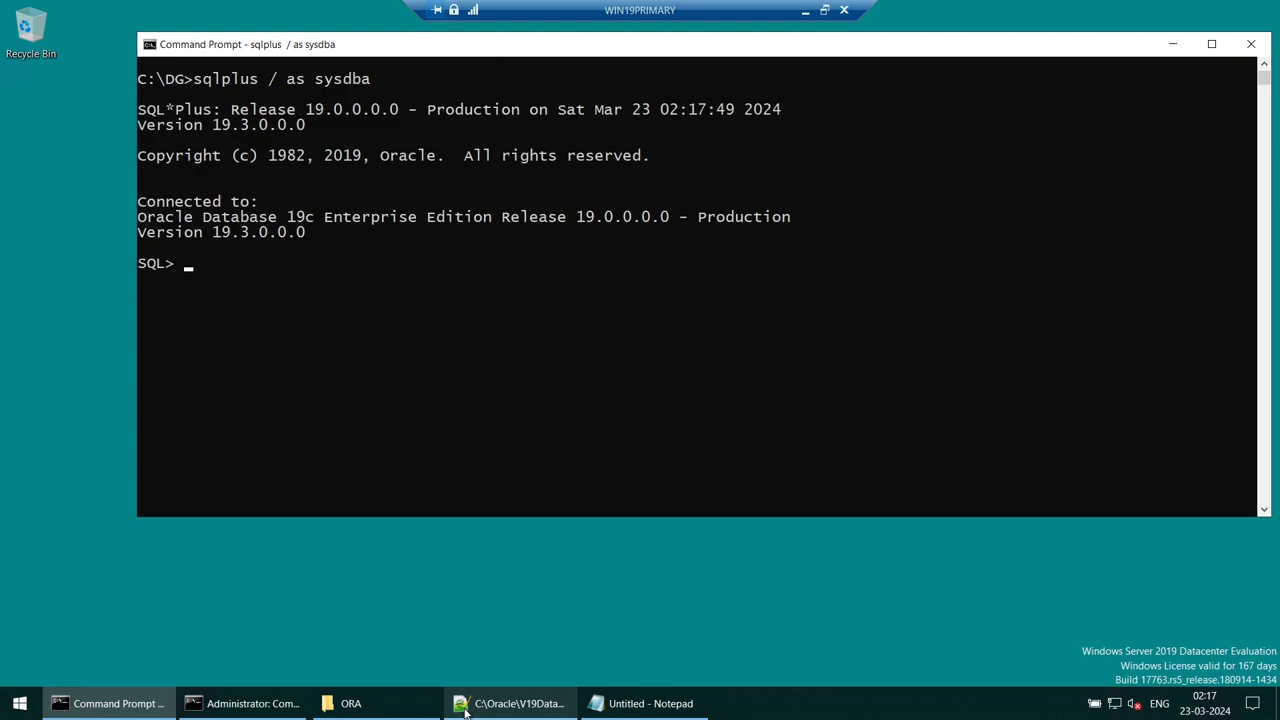 WIN19PRIMARY
Recycle Bin
Command Prompt - sqlplus / as sysdba
C:\DG>sqlplus / as sysdba
SQL*Plus: Release 19.0.0.0.0 - Production on Sat Mar 23 02:17:49 2024
Version 19.3.0.0.0
Copyright (c) 1982, 2019, Oracle.  All rights reserved.
Connected to:
Oracle Database 19c Enterprise Edition Release 19.0.0.0.0 - Production
Version 19.3.0.0.0
SQL>
Windows Server 2019 Datacenter Evaluation
Windows License valid for 167 days
Build 17763.rs5_release.180914-1434
Command Prompt ...
Administrator: Com...
ORA
C:\Oracle\V19Data...
Untitled - Notepad
ENG
02:17
23-03-2024